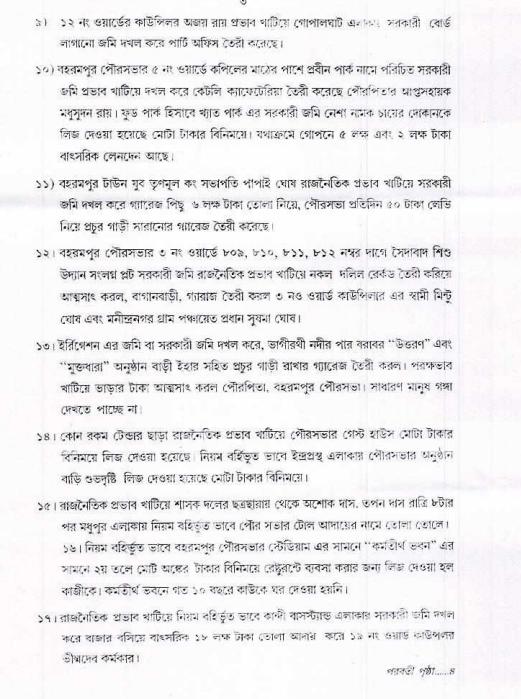 ৩
৯) ১২ নং ওয়ার্ডের কাউন্সিলর অজয় রায় প্রভাব খাটিয়ে গোপালঘাট এলাকায় সরকারী বোর্ড
লাগানো জমি দখল করে পার্টি অফিস তৈরী করেছে।
১০) বহরমপুর পৌরসভার ৫ নং ওয়ার্ডে কপিলের মাঠের পাশে প্রবীন পার্ক নামে পরিচিত সরকারী
জমি প্রভাব খাটিয়ে দখল করে কেটলি ক্যাফেটেরিয়া তৈরী করেছে পৌরপিতার আপ্তসহায়ক
মধুসূদন রায়। ফুড পার্ক হিসাবে খ্যাত পার্ক এর সরকারী জমি নেশা নামক চায়ের দোকানকে
লিজ দেওয়া হয়েছে মোটা টাকার বিনিময়ে। যথাক্রমে গোপনে ৫ লক্ষ এবং ২ লক্ষ টাকা
বাৎসরিক লেনদেন আছে।
১১) বহরমপুর টাউন যুব তৃণমূল কং সভাপতি পাপাই ঘোষ রাজনৈতিক প্রভাব খাটিয়ে সরকারী
জমি দখল করে গ্যারেজ পিছু ৬ লক্ষ টাকা তোলা নিয়ে, পৌরসভা প্রতিদিন ৫০ টাকা লেভি
নিয়ে প্রচুর গাড়ী সারানোর গ্যারেজ তৈরী করেছে।
১২। বহরমপুর পৌরসভার ৩ নং ওয়ার্ডে ৮০৯, ৮১০, ৮১১, ৮১২ নম্বর দাগে সৈদাবাদ শিশু
উদ্যান সংলগ্ন প্লট সরকারী জমি রাজনৈতিক প্রভাব খাটিয়ে নকল দলিল রেকর্ড তৈরী করিয়ে
আত্মসাৎ করল, বাগানবাড়ী, গ্যারাজ তৈরী করল ৩ নও ওয়ার্ড কাউন্সিলার এর স্বামী মিন্টু
ঘোষ এবং মনীন্দ্রনগর গ্রাম পঞ্চায়েত প্রধান সুষমা ঘোষ।
১৩। ইরিগেশন এর জমি বা সরকারী জমি দখল করে, ভাগীরথী নদীর পার বরাবর "উত্তরণ" এবং
"মুক্তধারা" অনুষ্ঠান বাড়ী ইহার সহিত প্রচুর গাড়ী রাখার গ্যারেজ তৈরী করল। পরক্ষভাব
খাটিয়ে ভাড়ার টাকা আত্মসাৎ করল পৌরপিতা, বহরমপুর পৌরসভা। সাধারণ মানুষ গঙ্গা
দেখতে পাচ্ছে না।
১৪। কোন রকম টেন্ডার ছাড়া রাজনৈতিক প্রভাব খাটিয়ে পৌরসভার গেস্ট হাউস মোটা টাকার
বিনিময়ে লিজ দেওয়া হয়েছে। নিয়ম বর্হিভূত ভাবে ইন্দ্রপ্রস্থ এলাকায় পৌরসভার অনুষ্ঠান
বাড়ি শুভদৃষ্টি লিজ দেওয়া হয়েছে মোটা টাকার বিনিময়ে।
১৫। রাজনৈতিক প্রভাব খাটিয়ে শাসক দলের ছত্রছায়ায় থেকে অশোক দাস, তপন দাস রাত্রি ৮টার
পর মধুপুর এলাকায় নিয়ম বহির্ভূত ভাবে পৌর সভার টোল আদায়ের নামে তোলা তোলে।
১৬। নিয়ম বহির্ভূত ভাবে বহরমপুর পৌরসভার স্টেডিয়াম এর সামনে "কর্মতীর্থ ভবন" এর
সামনে ২য় তলে মোট অঙ্কের টাকার বিনিময়ে রেষ্টুরেন্টে ব্যবসা করার জন্য লিজ দেওয়া হল
কাজীকে। কর্মতীর্থ ভবনে গত ১০ বছরে কাউকে ঘর দেওয়া হয়নি।
১৭। রাজনৈতিক প্রভাব খাটিয়ে নিয়ম বর্হিভূত ভাবে কান্দী বাসস্ট্যান্ড এলাকার সরকারী জমি দখল
করে বাজার বসিয়ে বাৎসরিক ১৮ লক্ষ টাকা তোলা আদায় করে ১৯ নং ওয়ার্ড কাউন্সিলর
ভীষ্মদেব কর্মকার।
পরবর্তী পৃষ্ঠা.....৪